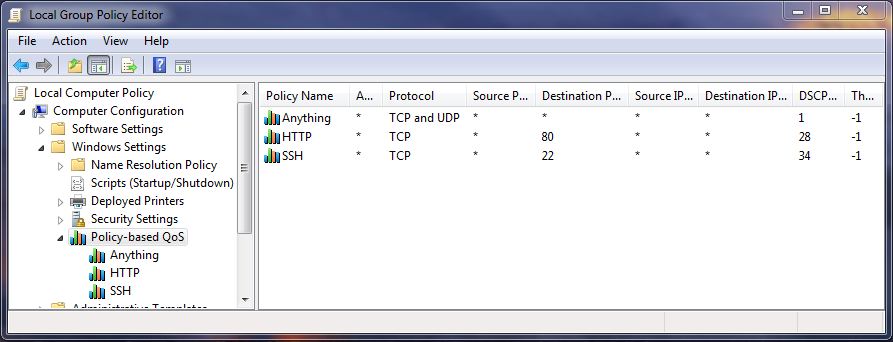 Local Group Policy Editor
File Action View Help
Local Computer Policy
Computer Configuration
Software Settings
Windows Settings
Name Resolution Policy
Scripts (Startup/Shutdown)
Deployed Printers
Security Settings
Policy-based QoS
Anything
HTTP
SSH
Administrative Templates
Policy Name A... Protocol Source P... Destination P... Source IP... Destination IP... DSCP... Th...
Anything * TCP and UDP * * * * 1 -1
HTTP * TCP * 80 * * 28 -1
SSH * TCP * 22 * * 34 -1